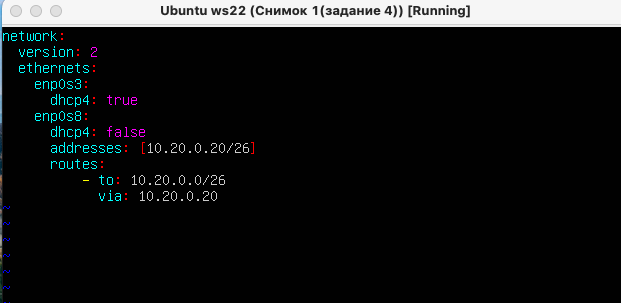 Ubuntu ws22 (Снимок 1(задание 4)) [Running]
network:
  version: 2
  ethernets:
    enp0s3:
      dhcp4: true
    enp0s8:
      dhcp4: false
      addresses: [10.20.0.20/26]
      routes:
          - to: 10.20.0.0/26
            via: 10.20.0.20
~
~
~
~
~
~